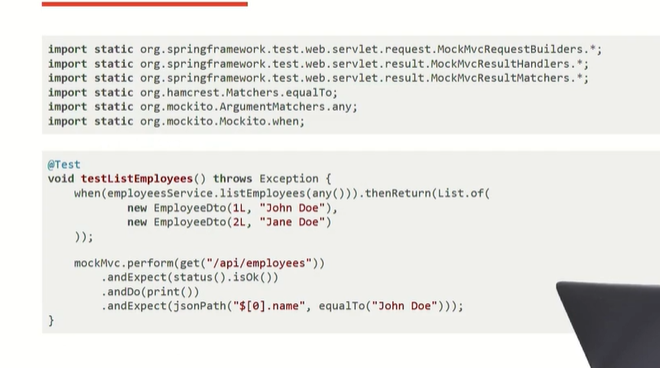 import static org.springframework.test.web.servlet.request.MockMvcRequestBuilders.*;
import static org.springframework.test.web.servlet.result.MockMvcResultHandlers.*;
import static org.springframework.test.web.servlet.result.MockMvcResultMatchers.*;
import static org.hamcrest.Matchers.equalTo;
import static org.mockito.ArgumentMatchers.any;
import static org.mockito.Mockito.when;
@Test
void testListEmployees() throws Exception {
    when(employeesService.listEmployees(any())).thenReturn(List.of(
            new EmployeeDto(1L, "John Doe"),
            new EmployeeDto(2L, "Jane Doe")
    ));
    mockMvc.perform(get("/api/employees"))
        .andExpect(status().isOk())
        .andDo(print())
        .andExpect(jsonPath("$[0].name", equalTo("John Doe")));
}